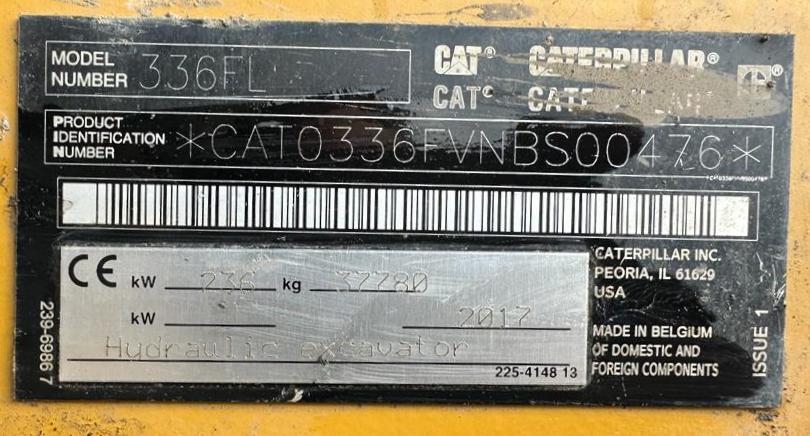 MODEL NUMBER 336FL
CAT® CATERPILLAR®
CAT® CATERPILLAR
PRODUCT IDENTIFICATION NUMBER *CAT0336FVNBS00476*
*CAT0336FVNBS00476*
CE kW 236 kg 37780
kW 2017
Hydraulic excavator
225-4148 13
CATERPILLAR INC.
PEORIA, IL 61629
USA
MADE IN BELGIUM
OF DOMESTIC AND
FOREIGN COMPONENTS
239-6986 7
ISSUE 1